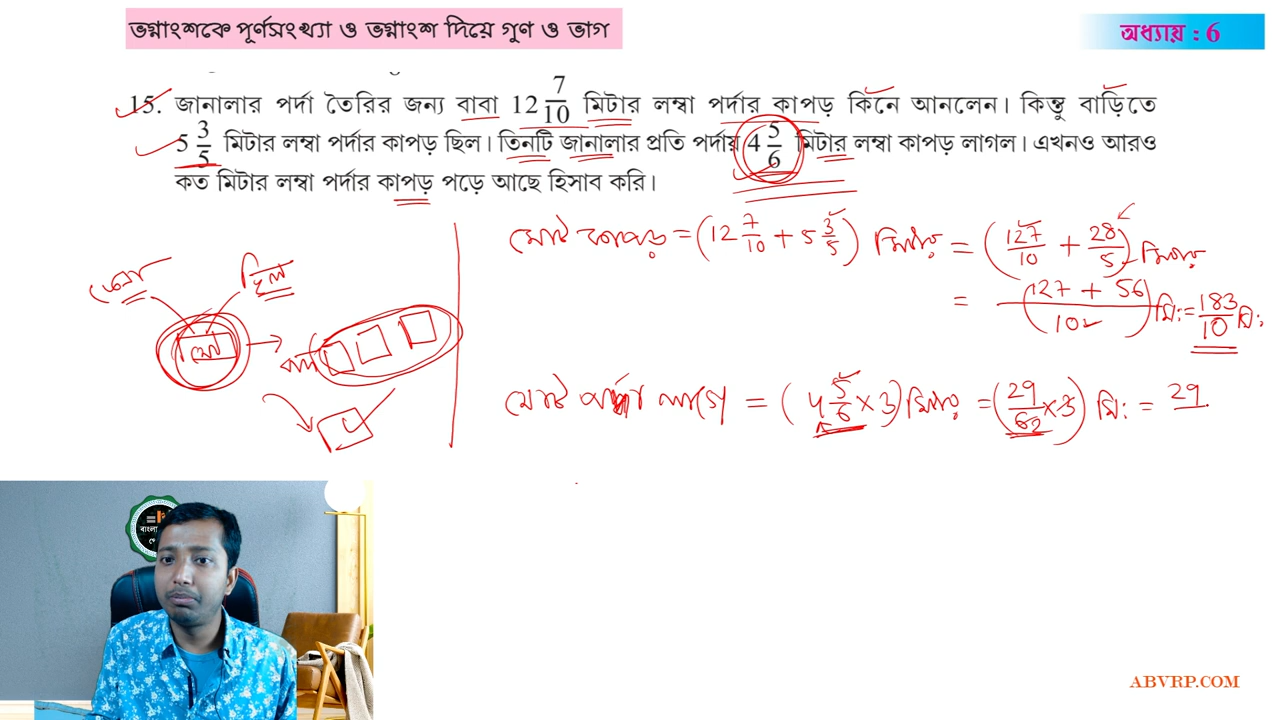 ভগ্নাংশকে পূর্ণসংখ্যা ও ভগ্নাংশ দিয়ে গুণ ও ভাগ
অধ্যায় : 6
15. জানালার পর্দা তৈরির জন্য বাবা 12 7/10 মিটার লম্বা পর্দার কাপড় কিনে আনলেন। কিন্তু বাড়িতে
5 3/5 মিটার লম্বা পর্দার কাপড় ছিল। তিনটি জানালার প্রতি পর্দায় 4 5/6 মিটার লম্বা কাপড় লাগল। এখনও আরও
কত মিটার লম্বা পর্দার কাপড় পড়ে আছে হিসাব করি।
মোট কাপড় = (12 7/10 + 5 3/5) মিটার = (127/10 + 28/5) মিটার
= (127 + 56/10) মি: = 183/10 মি:
ছিল
মোট পর্দা লাগে = (4 5/6 × 3) মিটার = (29/6 2 × 3) মি: = 29
বাংলা
ABVRP.COM